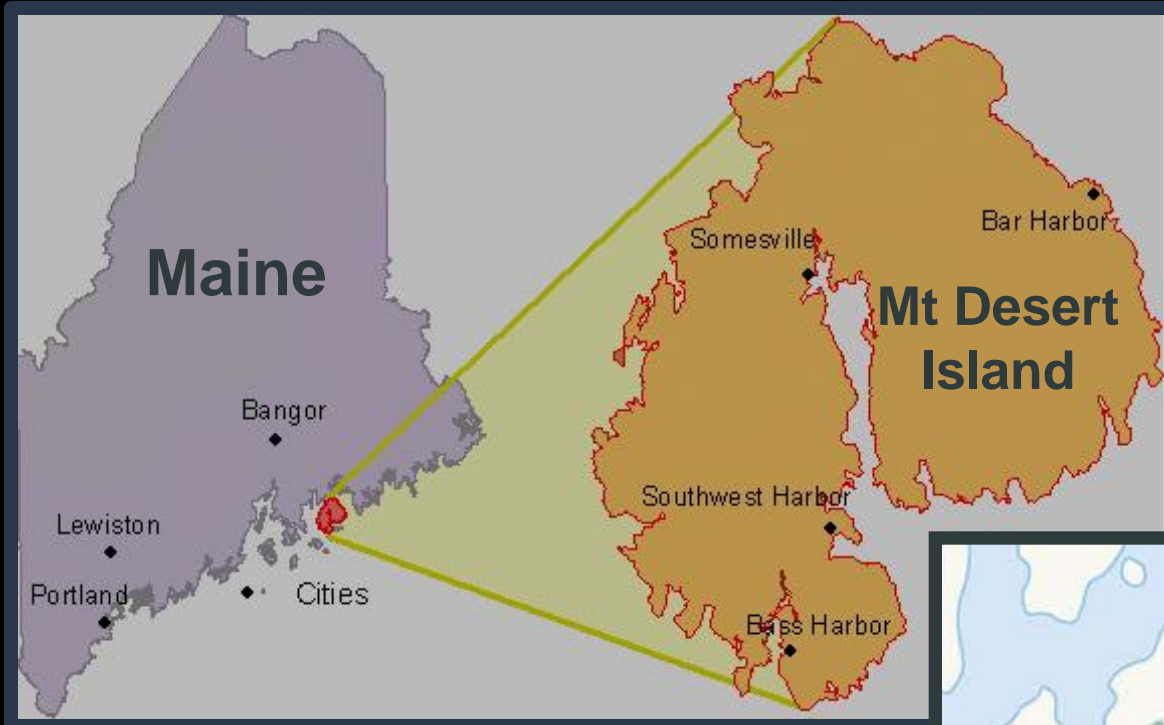 Maine
Bangor
Lewiston
Portland
Cities
Somesville
Bar Harbor
Mt Desert
Island
Southwest Harbor
Bass Harbor